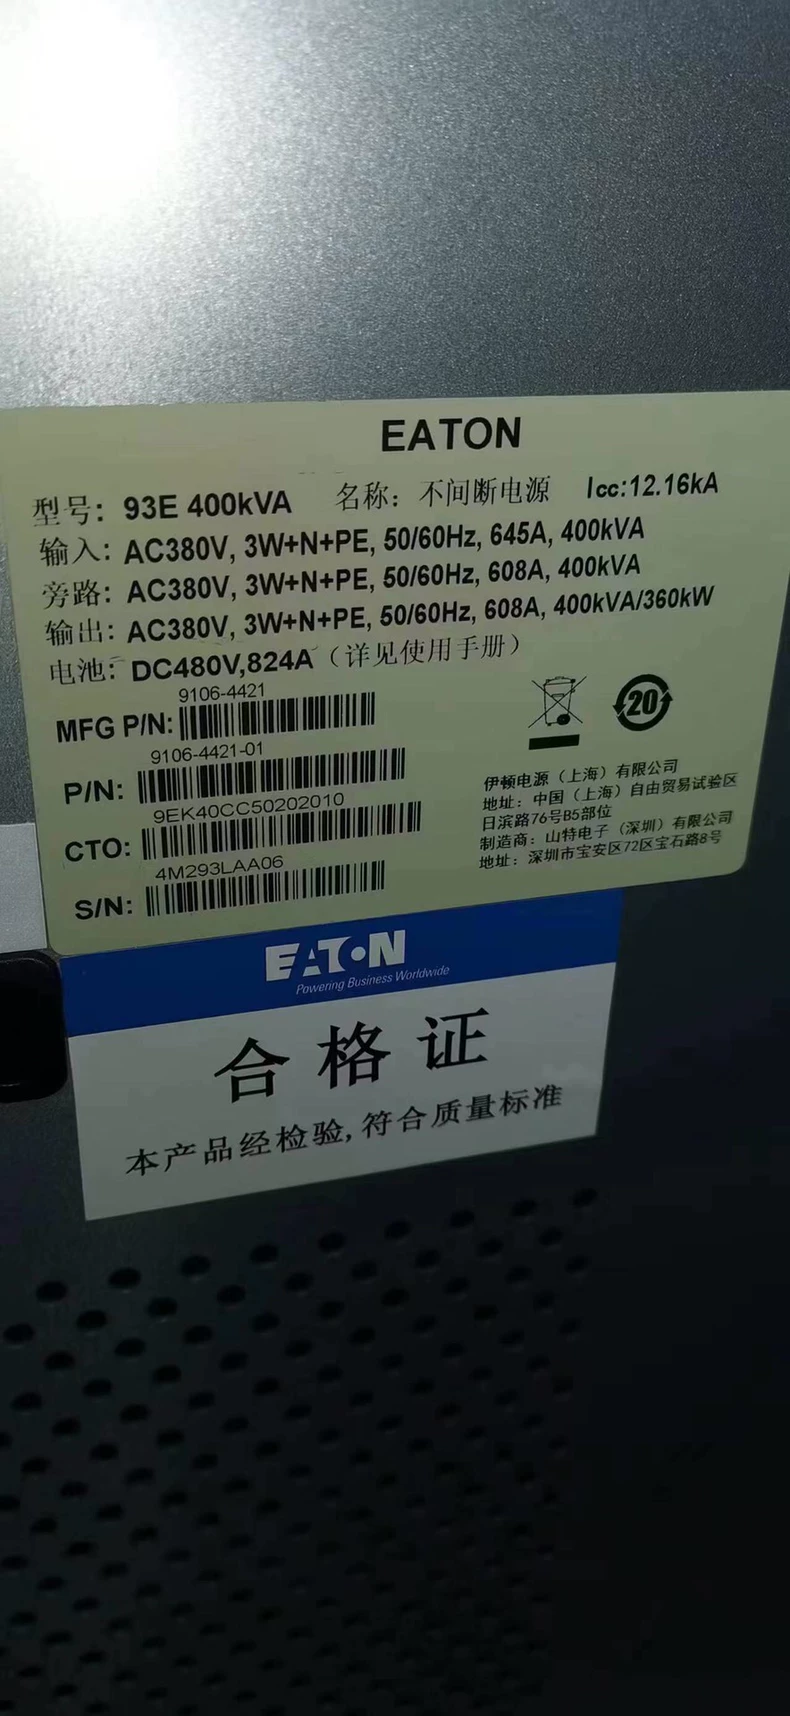 EATON
型号: 93E 400kVA 名称: 不间断电源 Icc:12.16kA
输入: AC380V, 3W+N+PE, 50/60Hz, 645A, 400kVA
旁路: AC380V, 3W+N+PE, 50/60Hz, 608A, 400kVA
输出: AC380V, 3W+N+PE, 50/60Hz, 608A, 400kVA/360kW
电池: DC480V,824A（详见使用手册）
9106-4421
MFG P/N:
9106-4421-01
P/N:
9EK40CC50202010
CTO:
4M293LAA06
S/N:
20
伊顿电源（上海）有限公司
地址: 中国（上海）自由贸易试验区
日滨路76号B5部位
制造商: 山特电子（深圳）有限公司
地址: 深圳市宝安区72区宝石路8号
EATON
Powering Business Worldwide
合格证
本产品经检验,符合质量标准